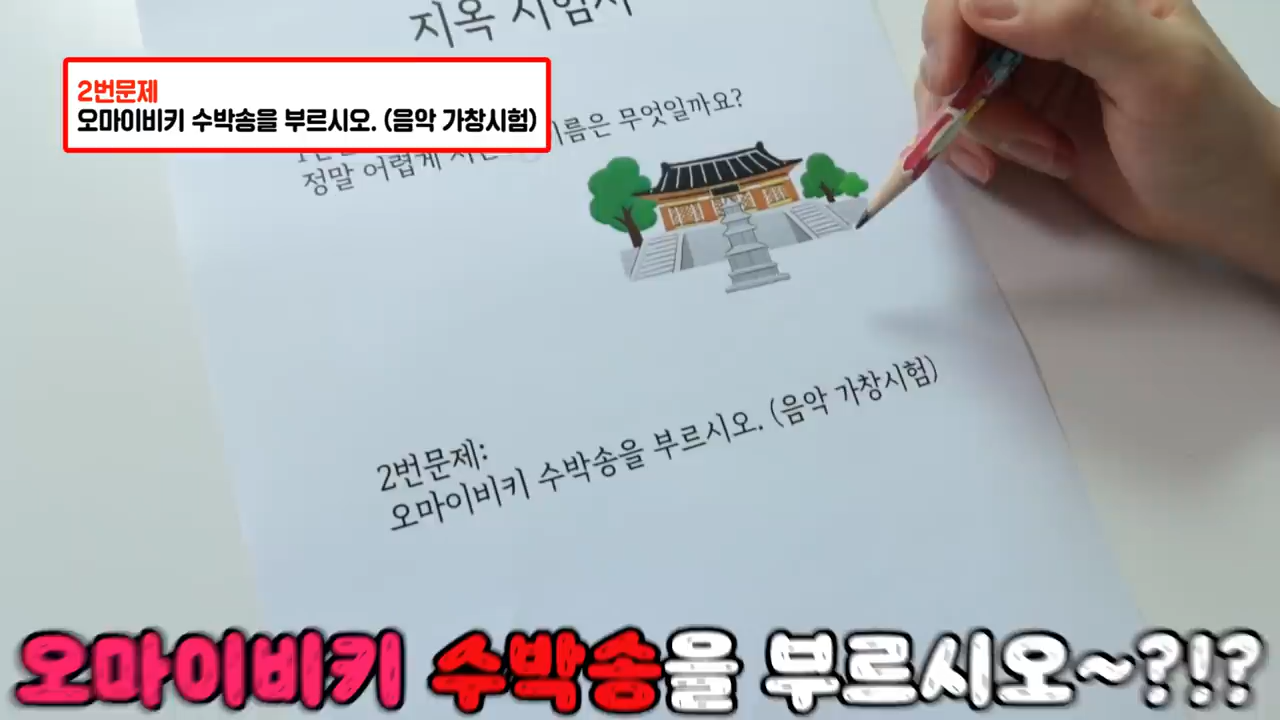 지옥 시험지
2번문제
오마이비키 수박송을 부르시오. (음악 가창시험)
이름은 무엇일까요?
정말 어렵게
2번문제:
오마이비키 수박송을 부르시오. (음악 가창시험)
오마이비키 수박송을 부르시오~?!?